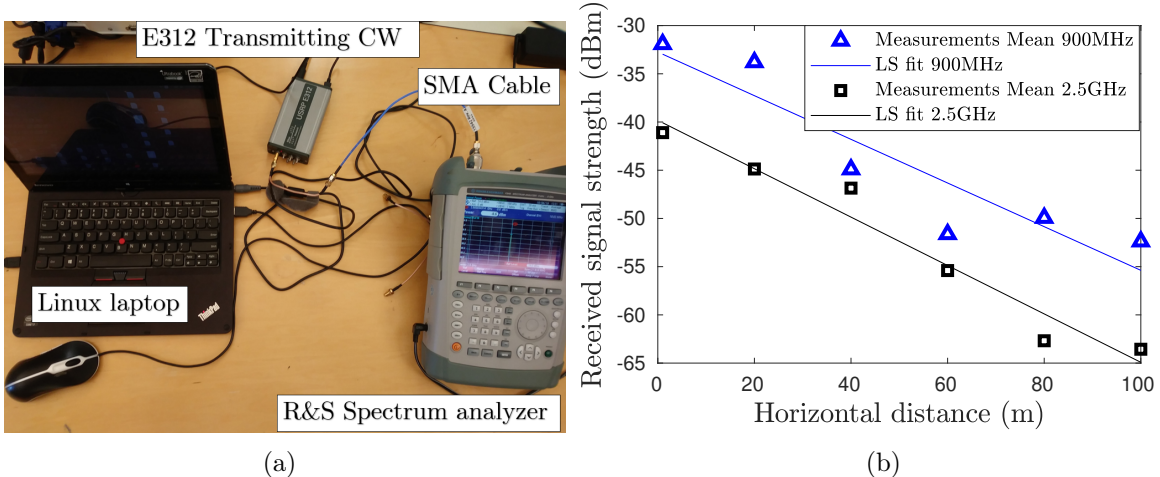 E312 Transmitting CW
SMA Cable
USRP E312
Linux laptop
ThinkPad
R&S Spectrum analyzer
(a)
Received signal strength (dBm)
-30
-35
-40
-45
-50
-55
-60
-65
Measurements Mean 900MHz
LS fit 900MHz
Measurements Mean 2.5GHz
LS fit 2.5GHz
0
20
40
60
80
100
Horizontal distance (m)
(b)